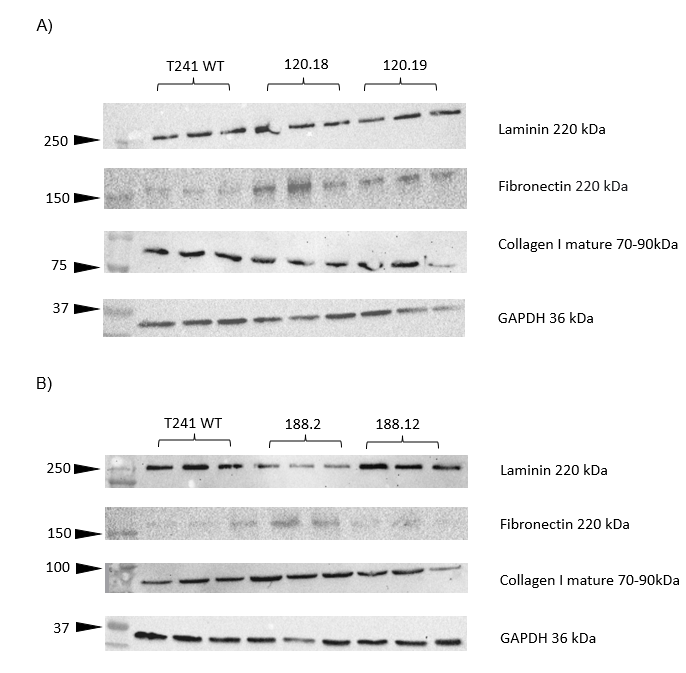 A)
T241 WT 120.18 120.19
250 Laminin 220 kDa
150 Fibronectin 220 kDa
75 Collagen I mature 70-90kDa
37 GAPDH 36 kDa
B)
T241 WT 188.2 188.12
250 Laminin 220 kDa
150 Fibronectin 220 kDa
100 Collagen I mature 70-90kDa
37 GAPDH 36 kDa